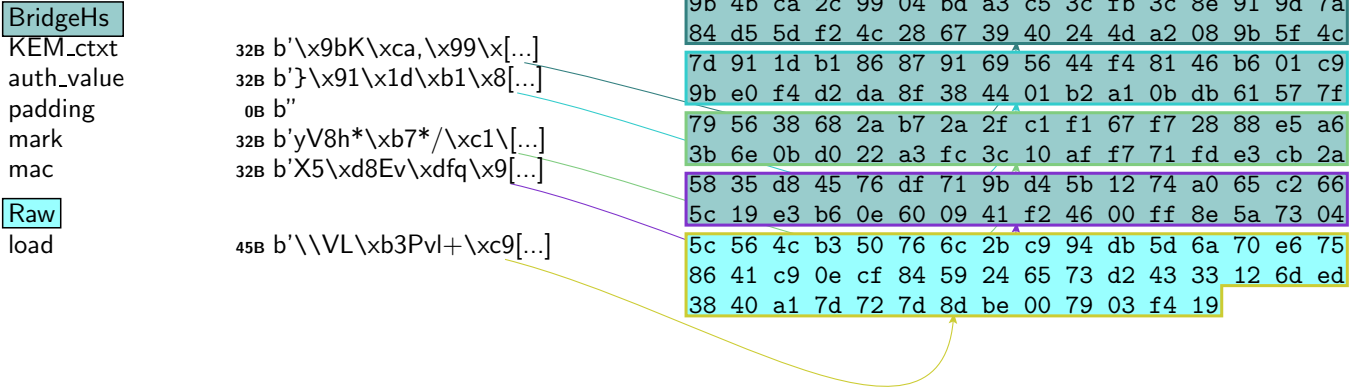 BridgeHs
KEM_ctxt 32B b'\x9bK\xca,\x99\x[...]
auth_value 32B b'}\x91\x1d\xb1\x8[...]
padding 0B b''
mark 32B b'yV8h*\xb7*/\xc1\[...]
mac 32B b'X5\xd8Ev\xdfq\x9[...]
Raw
load 45B b'\\VL\xb3Pvl+\xc9[...]
9b 4b ca 2c 99 04 bd a3 c5 3c fb 3c 8e 91 9d 7a
84 d5 5d f2 4c 28 67 39 40 24 4d a2 08 9b 5f 4c
7d 91 1d b1 86 87 91 69 56 44 f4 81 46 b6 01 c9
9b e0 f4 d2 da 8f 38 44 01 b2 a1 0b db 61 57 7f
79 56 38 68 2a b7 2a 2f c1 f1 67 f7 28 88 e5 a6
3b 6e 0b d0 22 a3 fc 3c 10 af f7 71 fd e3 cb 2a
58 35 d8 45 76 df 71 9b d4 5b 12 74 a0 65 c2 66
5c 19 e3 b6 0e 60 09 41 f2 46 00 ff 8e 5a 73 04
5c 56 4c b3 50 76 6c 2b c9 94 db 5d 6a 70 e6 75
86 41 c9 0e cf 84 59 24 65 73 d2 43 33 12 6d ed
38 40 a1 7d 72 7d 8d be 00 79 03 f4 19